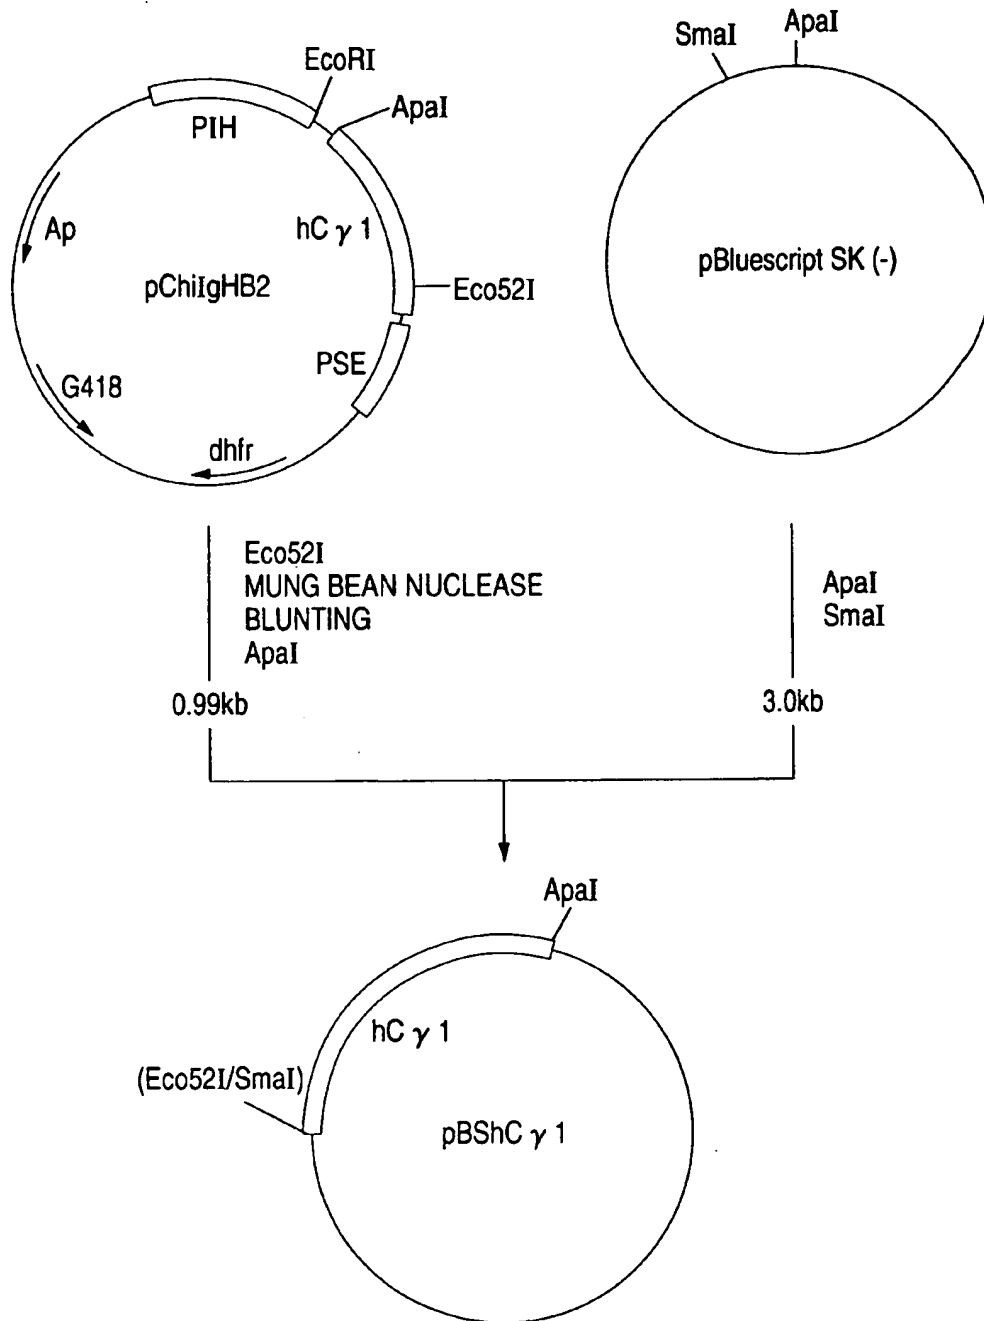 EcoRI
ApaI
PIH
hC γ 1
Ap
pChiIgHB2
Eco52I
PSE
G418
dhfr
SmaI
ApaI
pBluescript SK (-)
Eco52I
MUNG BEAN NUCLEASE
BLUNTING
ApaI
0.99kb
ApaI
SmaI
3.0kb
ApaI
hC γ 1
(Eco52I/SmaI)
pBShC γ 1